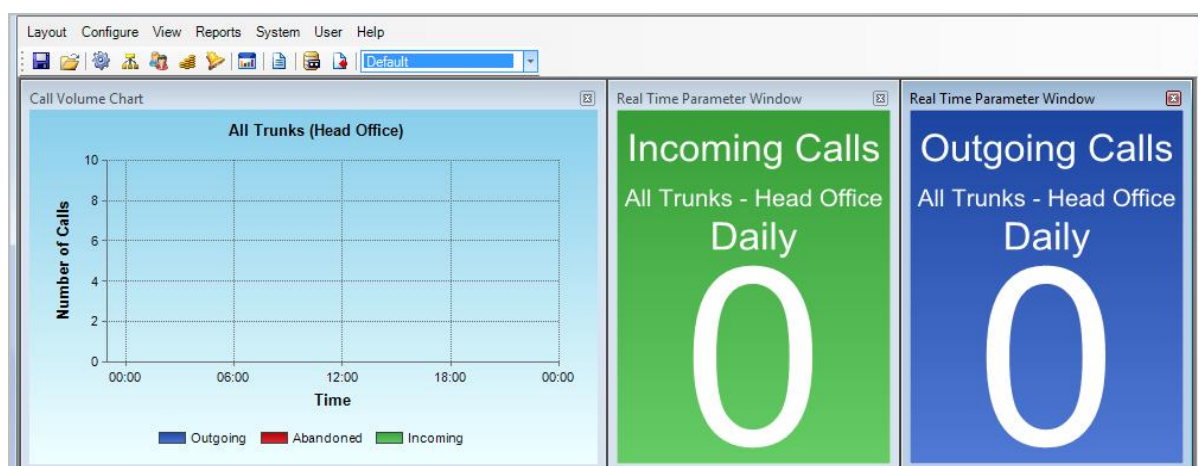 Layout Configure View Reports System User Help
Default
Call Volume Chart
All Trunks (Head Office)
Number of Calls
10
8
6
4
2
0
00:00 06:00 12:00 18:00 00:00
Time
Outgoing Abandoned Incoming
Real Time Parameter Window
Incoming Calls
All Trunks - Head Office
Daily
0
Real Time Parameter Window
Outgoing Calls
All Trunks - Head Office
Daily
0